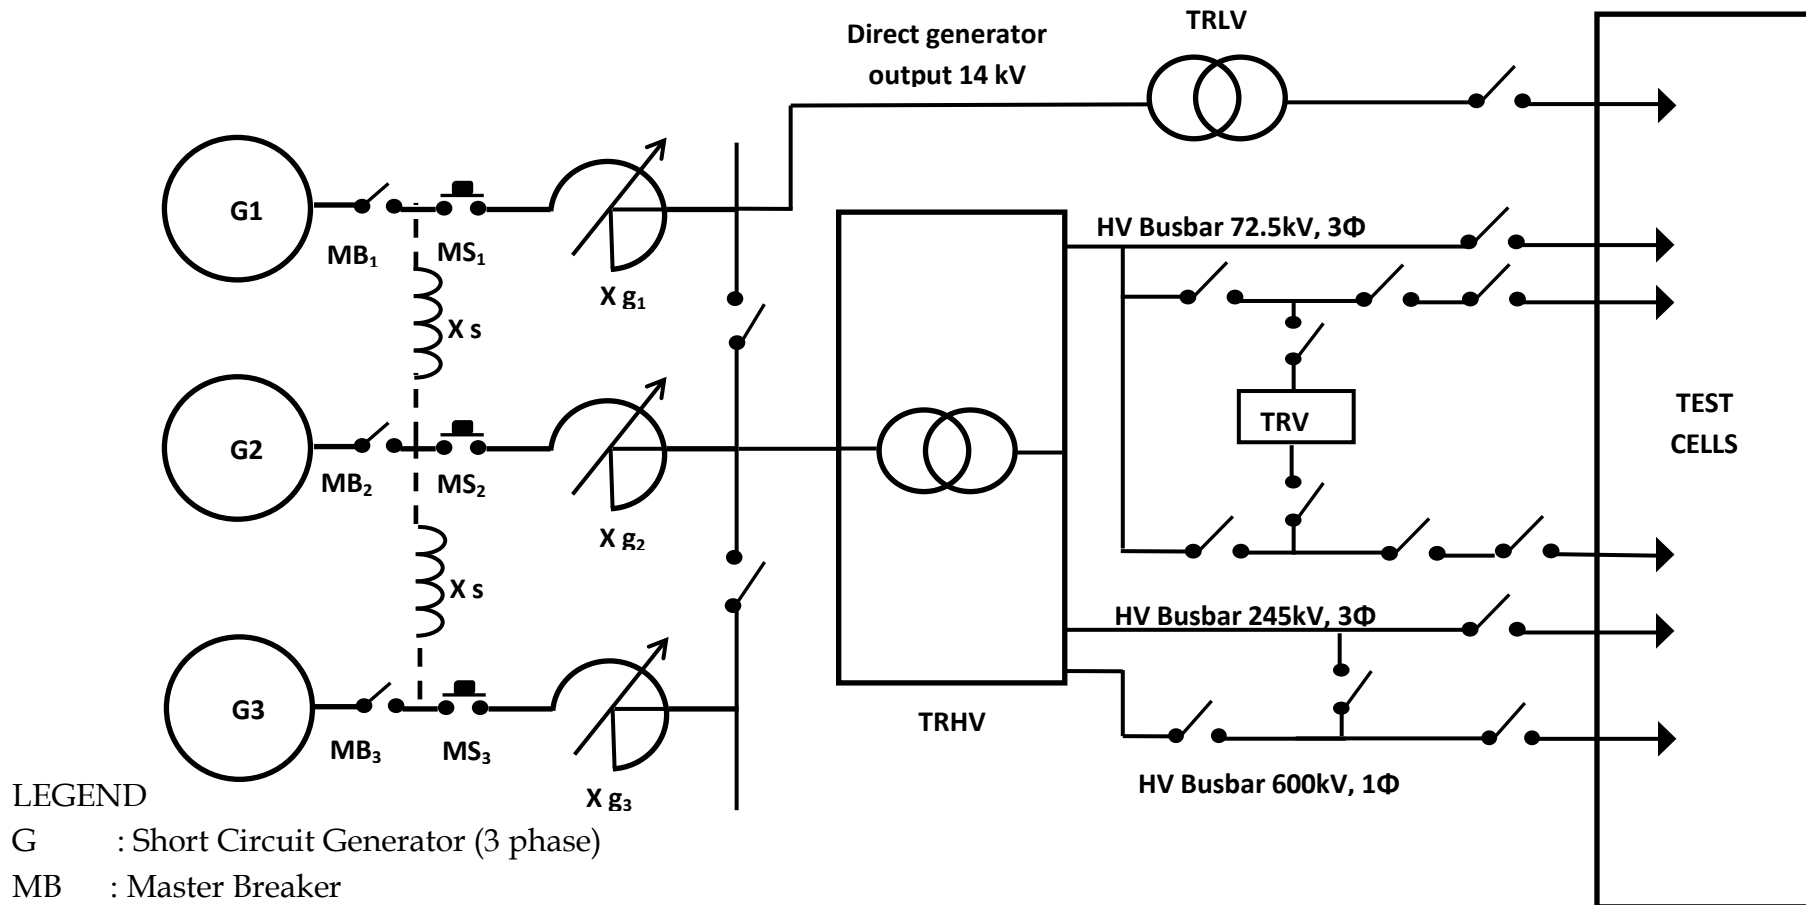 Direct generator
output 14 kV
TRLV
G1
MB₁
MS₁
X g₁
HV Busbar 72.5kV, 3Φ
X s
TRV
TEST
CELLS
G2
MB₂
MS₂
X g₂
X s
HV Busbar 245kV, 3Φ
G3
MB₃
MS₃
X g₃
TRHV
HV Busbar 600kV, 1Φ
LEGEND
G : Short Circuit Generator (3 phase)
MB : Master Breaker